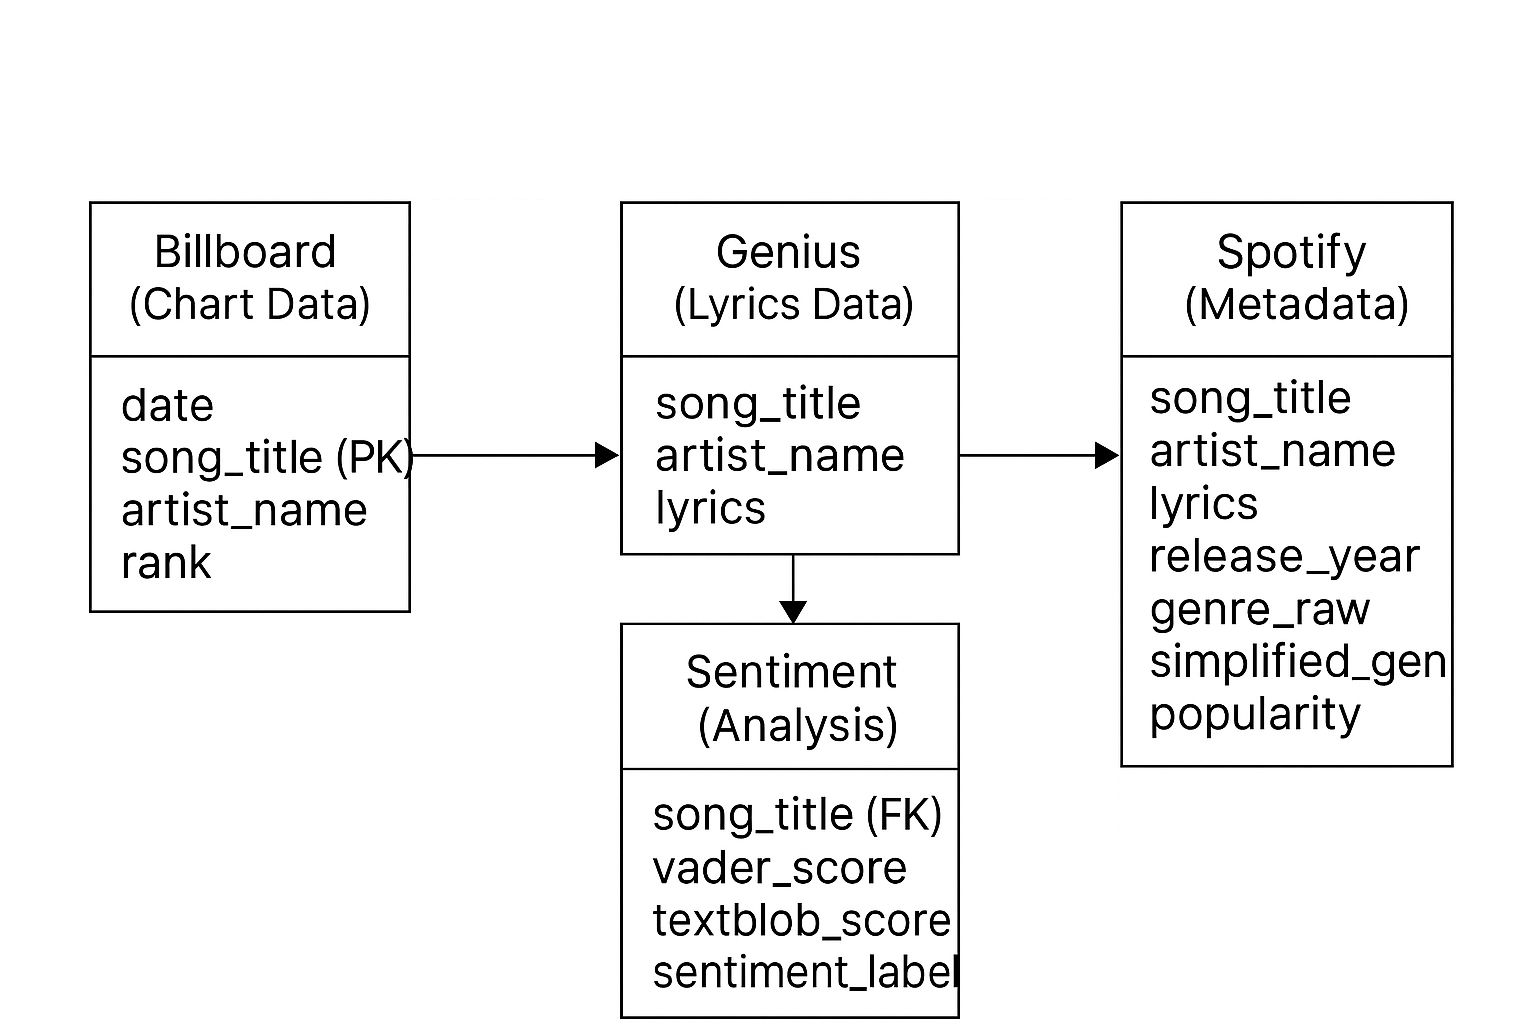 Billboard
(Chart Data)
date
song_title (PK)
artist_name
rank
Genius
(Lyrics Data)
song_title
artist_name
lyrics
Sentiment
(Analysis)
song_title (FK)
vader_score
textblob_score
sentiment_label
Spotify
(Metadata)
song_title
artist_name
lyrics
release_year
genre_raw
simplified_gen
popularity